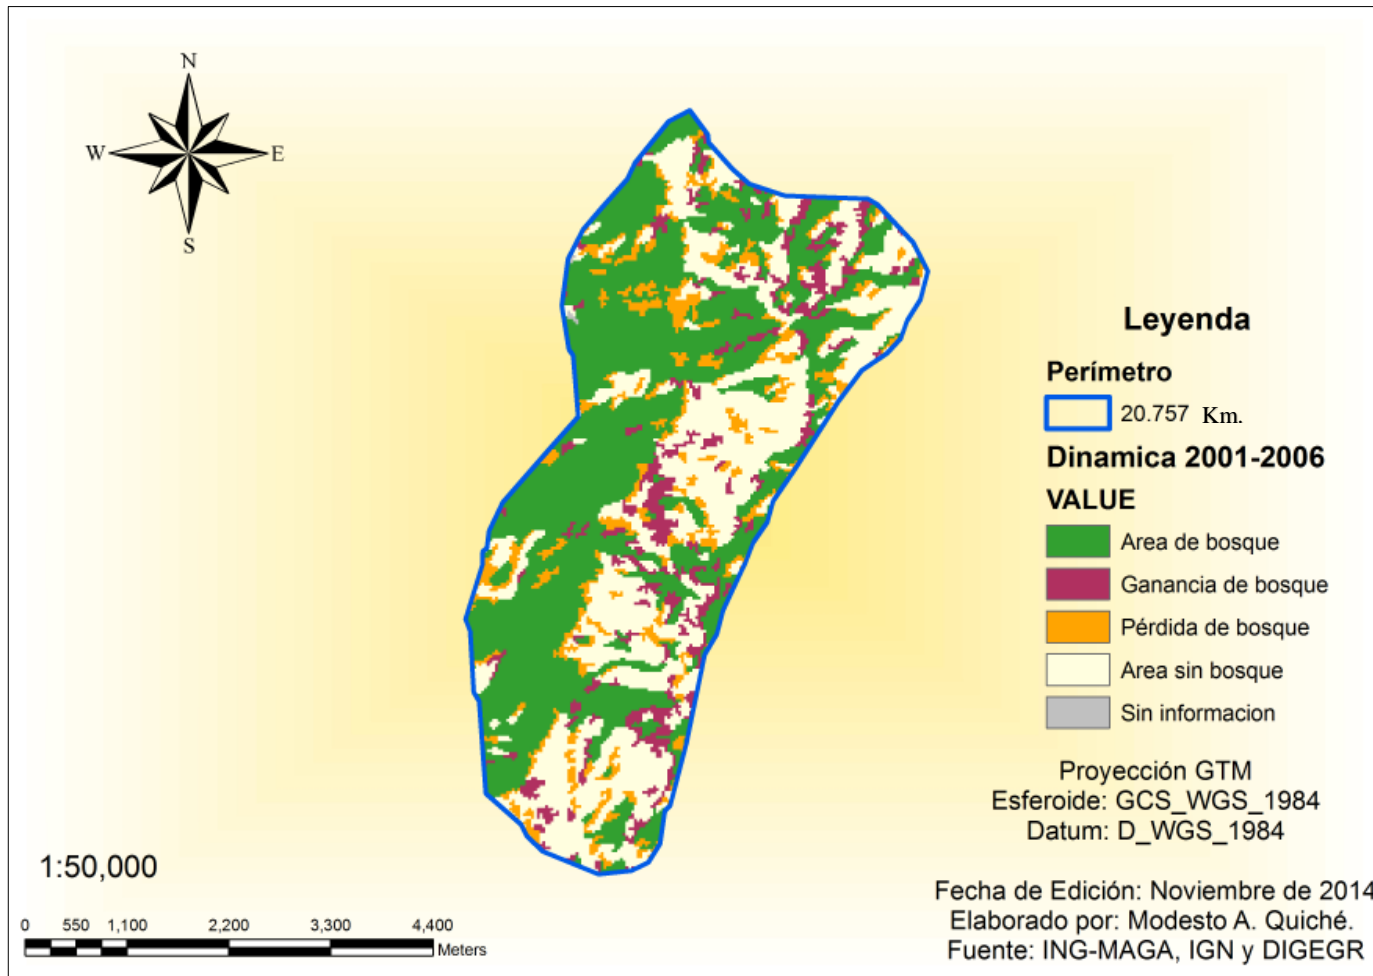 N
W E
S
Leyenda
Perímetro
20.757 Km.
Dinamica 2001-2006
VALUE
Area de bosque
Ganancia de bosque
Pérdida de bosque
Area sin bosque
Sin informacion
Proyección GTM
Esferoide: GCS_WGS_1984
Datum: D_WGS_1984
1:50,000
Fecha de Edición: Noviembre de 2014
Elaborado por: Modesto A. Quiché.
Fuente: ING-MAGA, IGN y DIGEGR
0 550 1,100 2,200 3,300 4,400
Meters